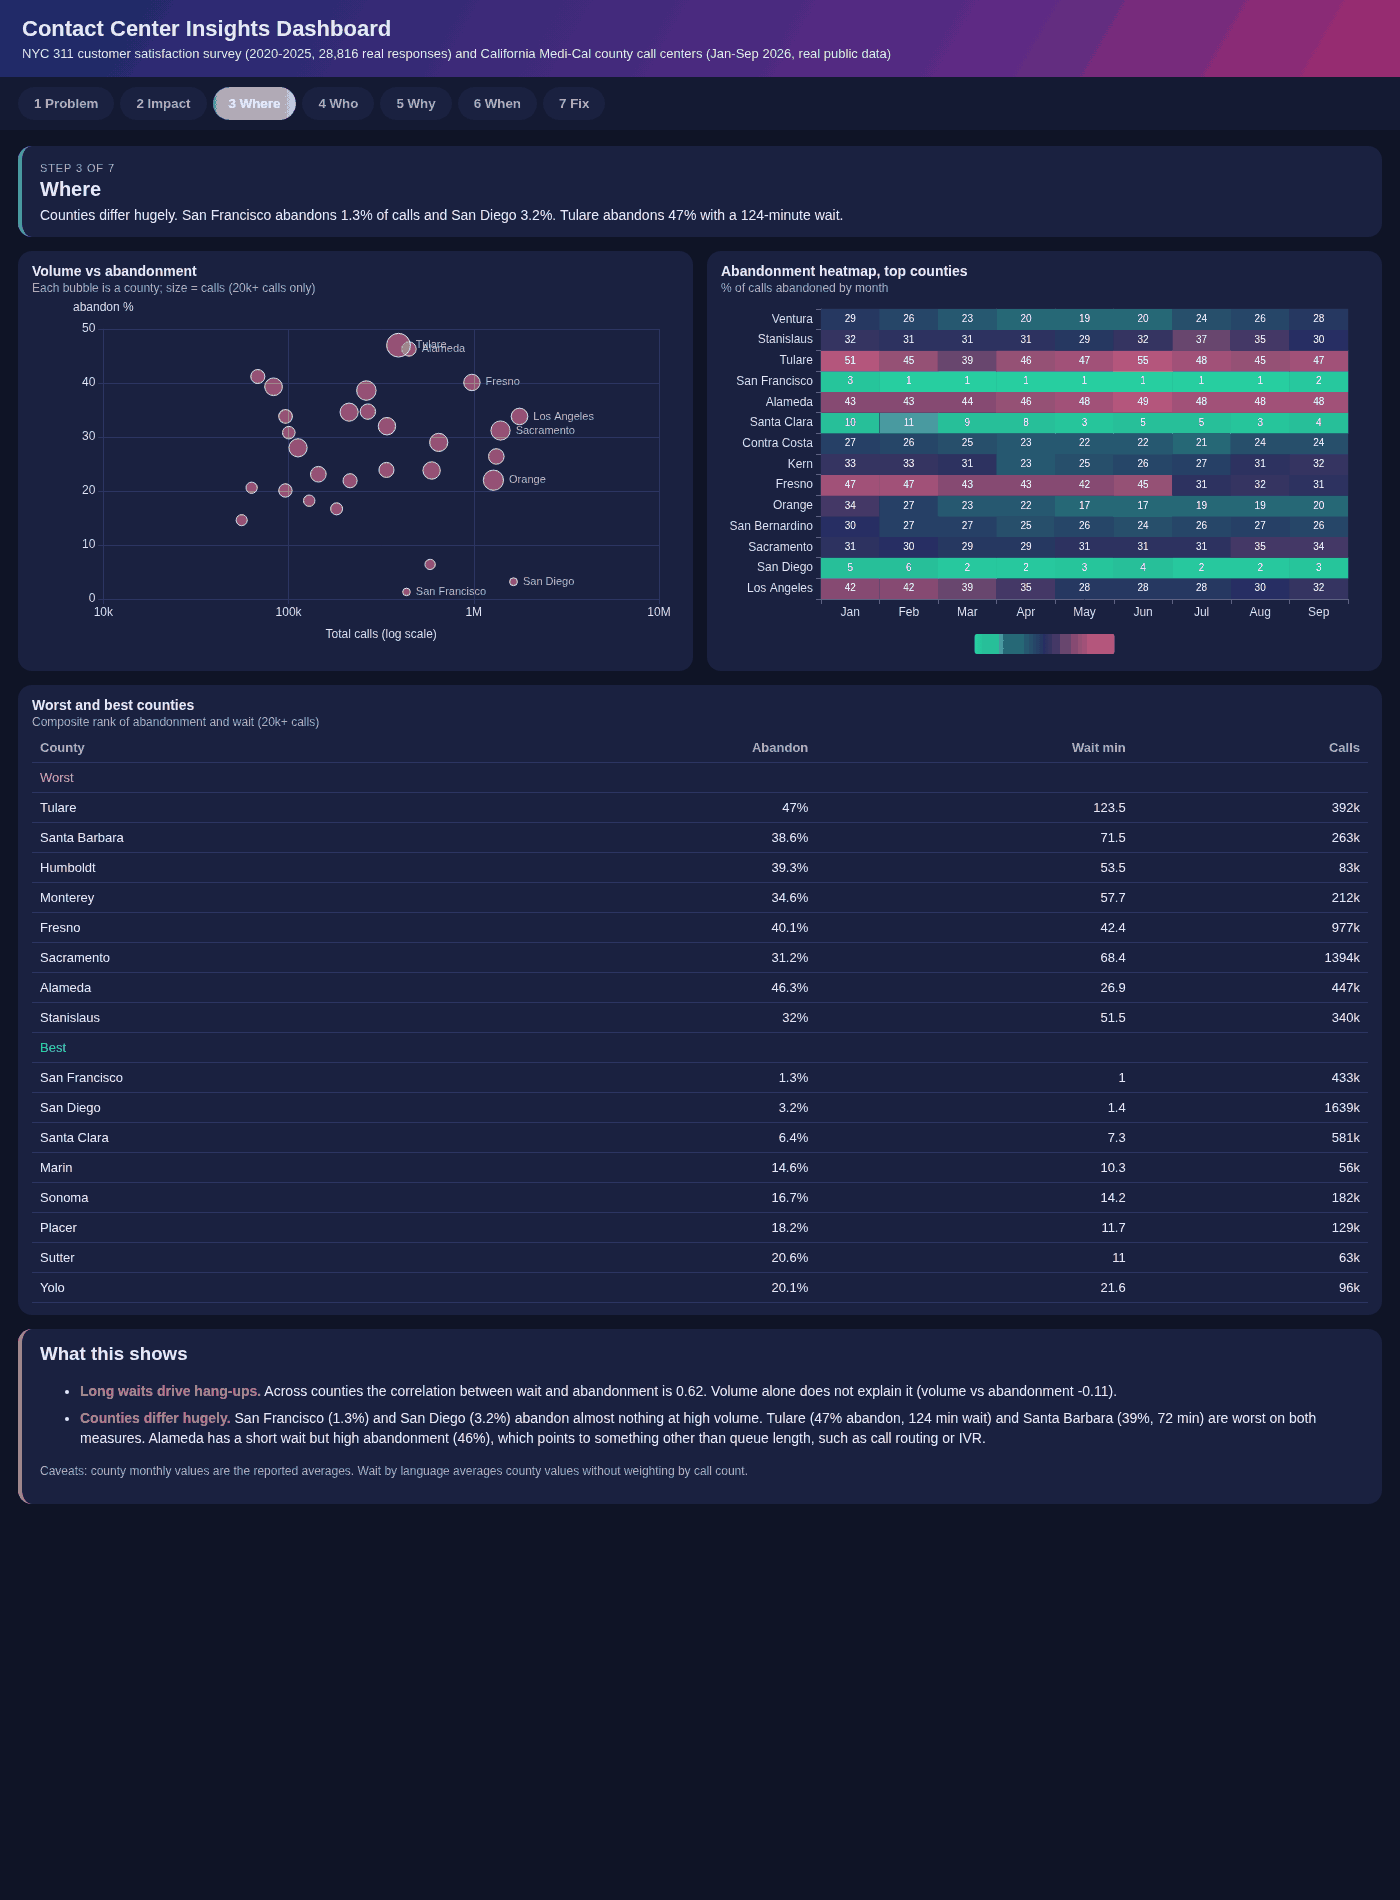 Contact Center Insights Dashboard
NYC 311 customer satisfaction survey (2020-2025, 28,816 real responses) and California Medi-Cal county call centers (Jan-Sep 2026, real public data)
1 Problem 2 Impact 3 Where 4 Who 5 Why 6 When 7 Fix
STEP 3 OF 7
Where
Counties differ hugely. San Francisco abandons 1.3% of calls and San Diego 3.2%. Tulare abandons 47% with a 124-minute wait.
Volume vs abandonment
Each bubble is a county; size = calls (20k+ calls only)
abandon %
50
40
30
20
10
0
Tulare
Alameda
Fresno
Los Angeles
Sacramento
Orange
San Diego
San Francisco
10k 100k 1M 10M
Total calls (log scale)
Abandonment heatmap, top counties
% of calls abandoned by month
Ventura 29 26 23 20 19 20 24 26 28
Stanislaus 32 31 31 31 29 32 37 35 30
Tulare 51 45 39 46 47 55 48 45 47
San Francisco 3 1 1 1 1 1 1 1 2
Alameda 43 43 44 46 48 49 48 48 48
Santa Clara 10 11 9 8 3 5 5 3 4
Contra Costa 27 26 25 23 22 22 21 24 24
Kern 33 33 31 23 25 26 27 31 32
Fresno 47 47 43 43 42 45 31 32 31
Orange 34 27 23 22 17 17 19 19 20
San Bernardino 30 27 27 25 26 24 26 27 26
Sacramento 31 30 29 29 31 31 31 35 34
San Diego 5 6 2 2 3 4 2 2 3
Los Angeles 42 42 39 35 28 28 28 30 32
Jan Feb Mar Apr May Jun Jul Aug Sep
Worst and best counties
Composite rank of abandonment and wait (20k+ calls)
County Abandon Wait min Calls
Worst
Tulare 47% 123.5 392k
Santa Barbara 38.6% 71.5 263k
Humboldt 39.3% 53.5 83k
Monterey 34.6% 57.7 212k
Fresno 40.1% 42.4 977k
Sacramento 31.2% 68.4 1394k
Alameda 46.3% 26.9 447k
Stanislaus 32% 51.5 340k
Best
San Francisco 1.3% 1 433k
San Diego 3.2% 1.4 1639k
Santa Clara 6.4% 7.3 581k
Marin 14.6% 10.3 56k
Sonoma 16.7% 14.2 182k
Placer 18.2% 11.7 129k
Sutter 20.6% 11 63k
Yolo 20.1% 21.6 96k
What this shows
• Long waits drive hang-ups. Across counties the correlation between wait and abandonment is 0.62. Volume alone does not explain it (volume vs abandonment -0.11).
• Counties differ hugely. San Francisco (1.3%) and San Diego (3.2%) abandon almost nothing at high volume. Tulare (47% abandon, 124 min wait) and Santa Barbara (39%, 72 min) are worst on both
measures. Alameda has a short wait but high abandonment (46%), which points to something other than queue length, such as call routing or IVR.
Caveats: county monthly values are the reported averages. Wait by language averages county values without weighting by call count.